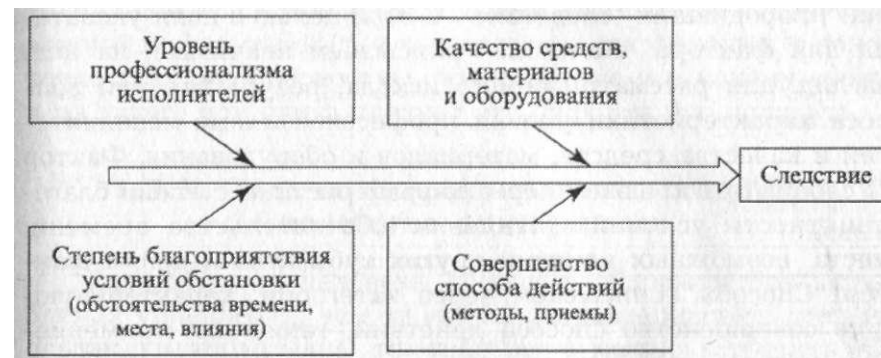 Уровень
профессионализма
исполнителей
Качество средств,
материалов
и оборудования
Следствие
Степень благоприятствия
условий обстановки
(обстоятельства времени,
места, влияния)
Совершенство
способа действий
(методы, приемы)